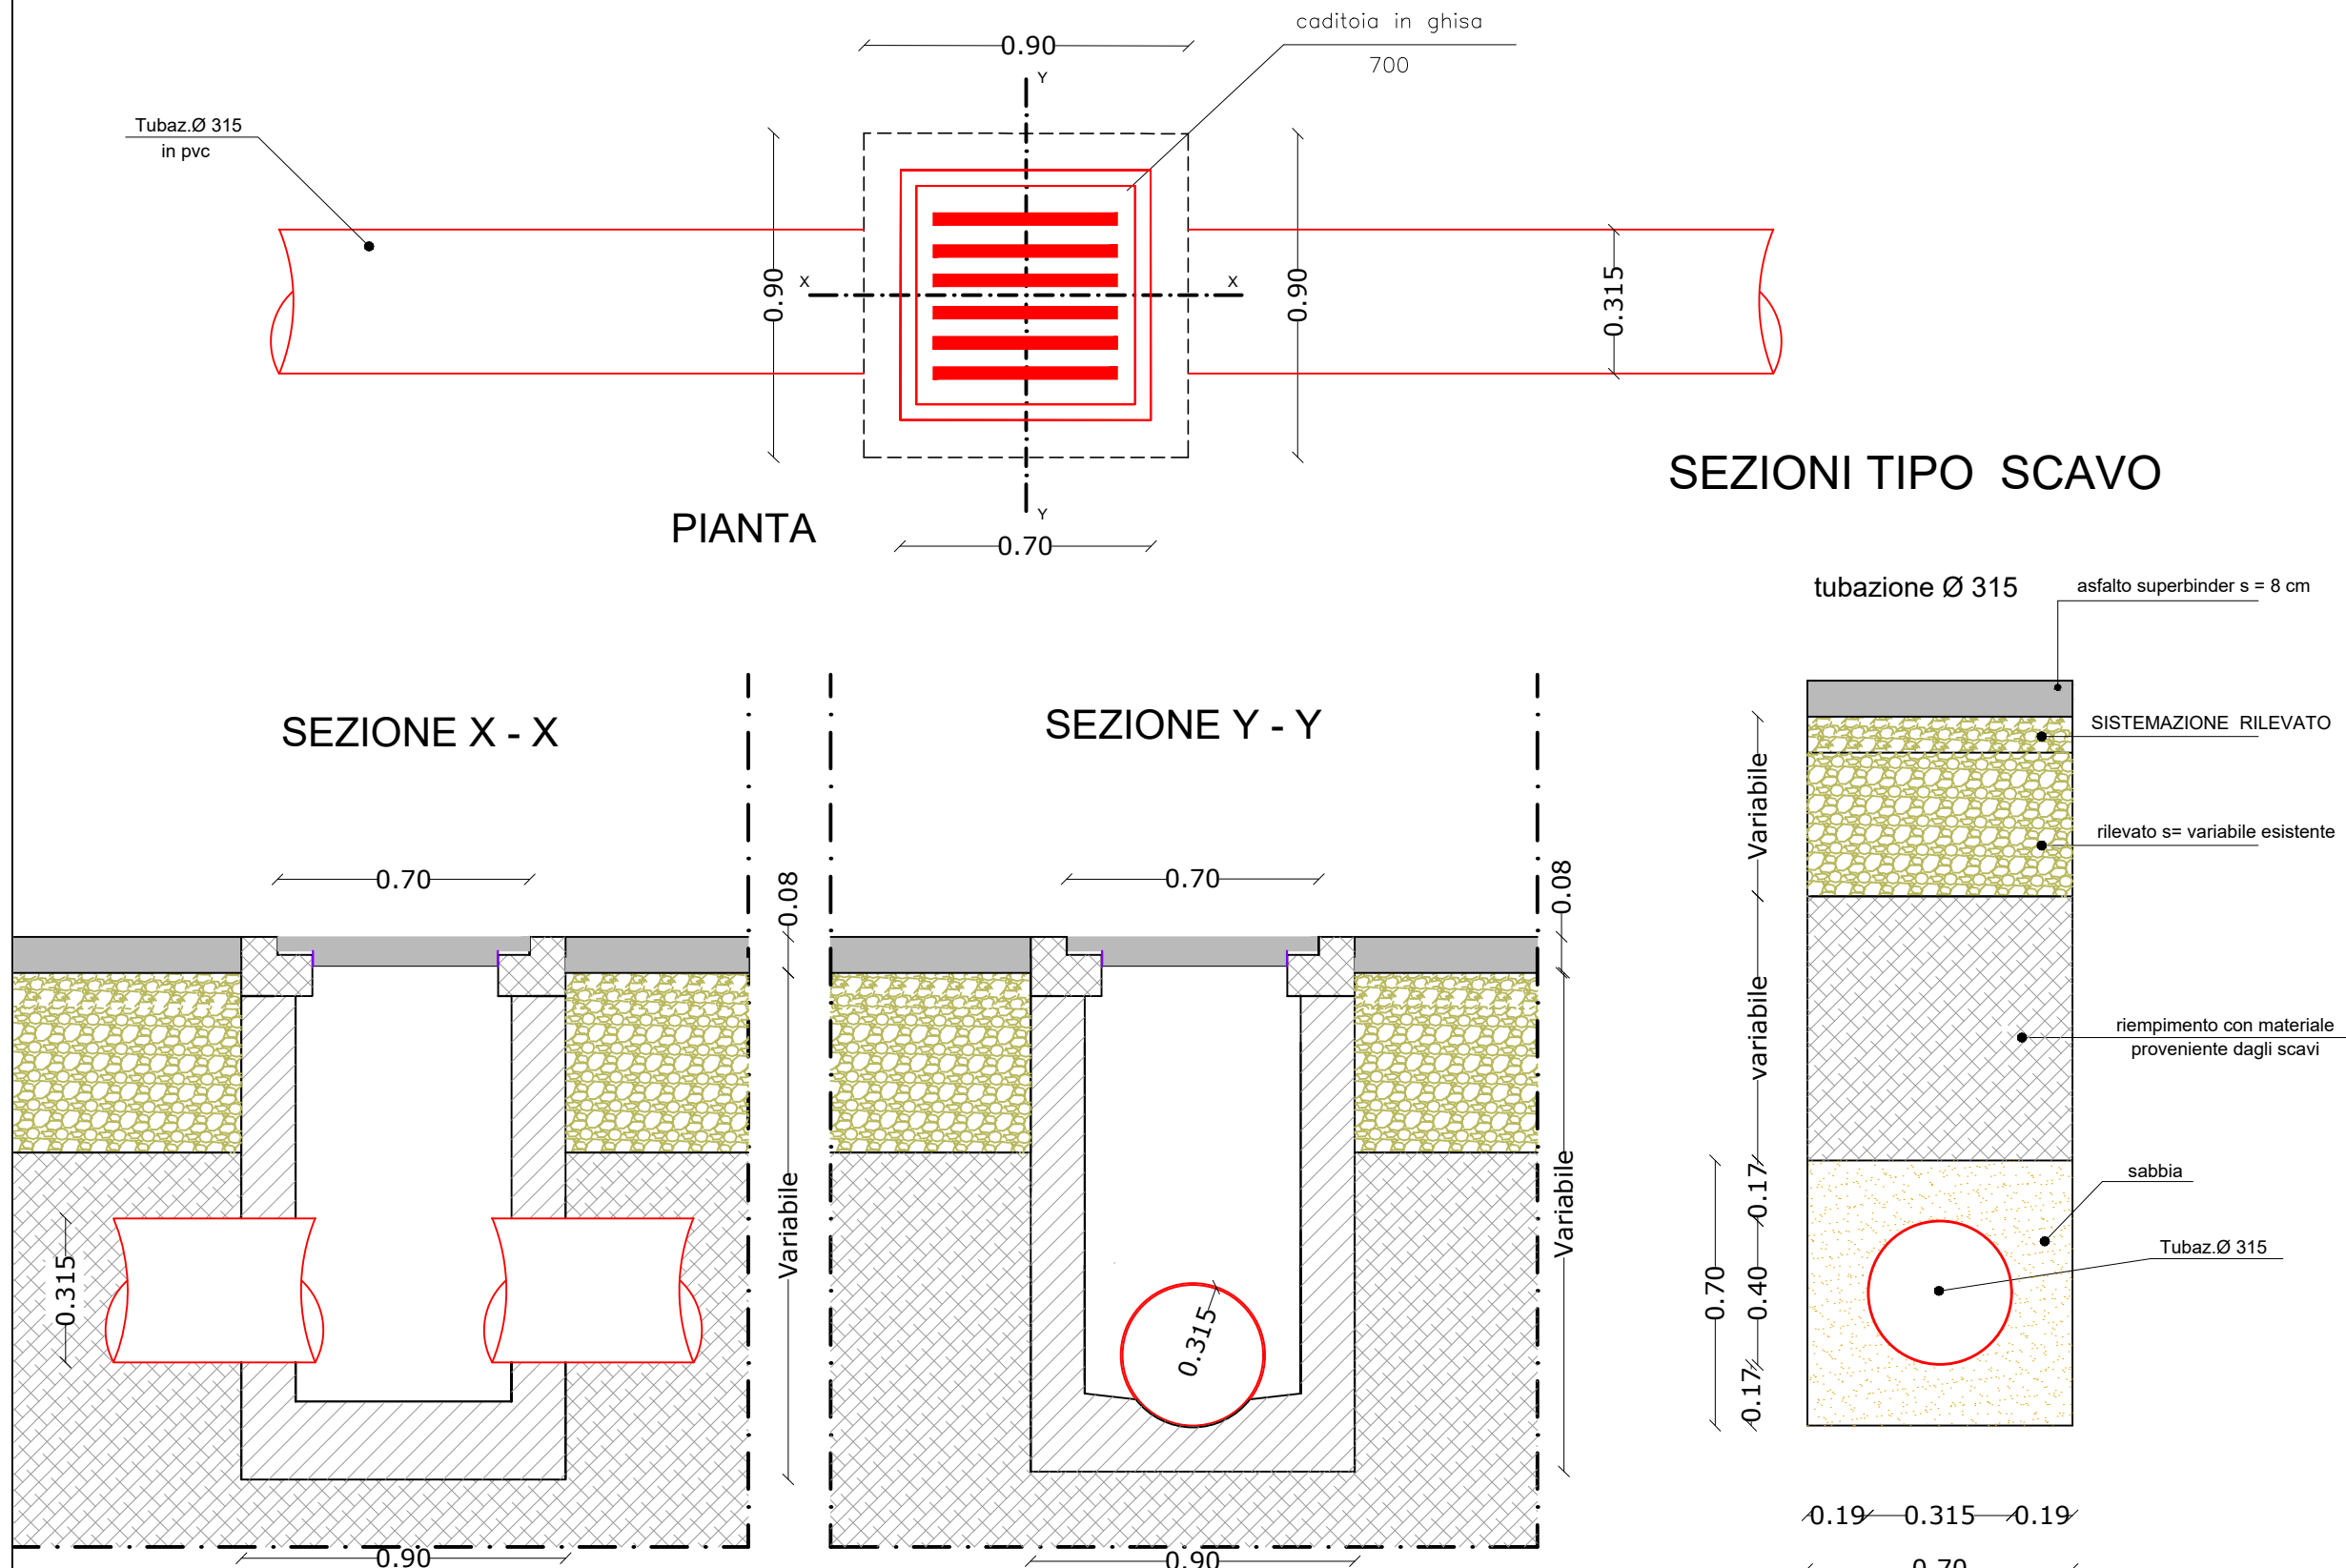 caditoia in ghisa
700
0.90
Y
Tubaz.Ø 315
in pvc
0.90
X
X
0.90
0.315
Y
PIANTA
0.70
SEZIONI TIPO SCAVO
tubazione Ø 315
asfalto superbinder s = 8 cm
SEZIONE X - X
SEZIONE Y - Y
SISTEMAZIONE RILEVATO
Variabile
rilevato s= variabile esistente
0.70
0.08
0.70
0.08
variabile
riempimento con materiale
proveniente dagli scavi
Variabile
Variabile
0.17
sabbia
0.315
0.315
Tubaz.Ø 315
0.70
0.40
0.17
0.19
0.315
0.19
0.90
0.90
0.70